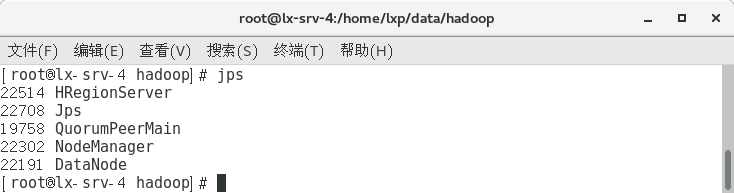 root@lx-srv-4:/home/lxp/data/hadoop
文件(F) 编辑(E) 查看(V) 搜索(S) 终端(T) 帮助(H)
[root@lx-srv-4 hadoop]# jps
22514 HRegionServer
22708 Jps
19758 QuorumPeerMain
22302 NodeManager
22191 DataNode
[root@lx-srv-4 hadoop]#